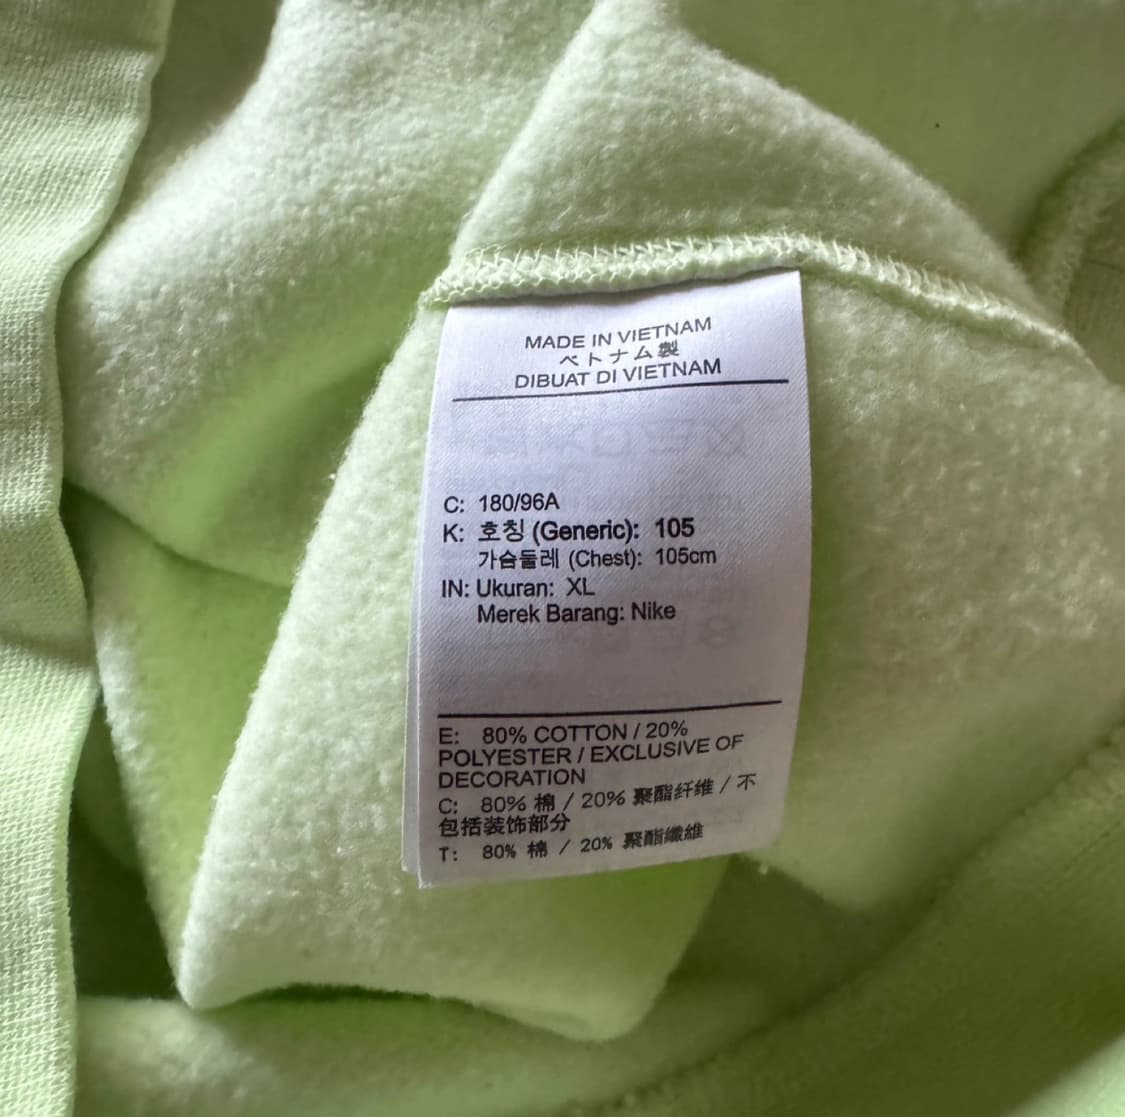 MADE IN VIETNAM
ベトナム製
DIBUAT DI VIETNAM
C: 180/96A
K: 호칭 (Generic): 105
가슴둘레 (Chest): 105cm
IN: Ukuran: XL
Merek Barang: Nike
E: 80% COTTON / 20%
POLYESTER / EXCLUSIVE OF
DECORATION
C: 80% 棉 / 20% 聚酯纤维 / 不
包括装饰部分
T: 80% 棉 / 20% 聚酯纖維